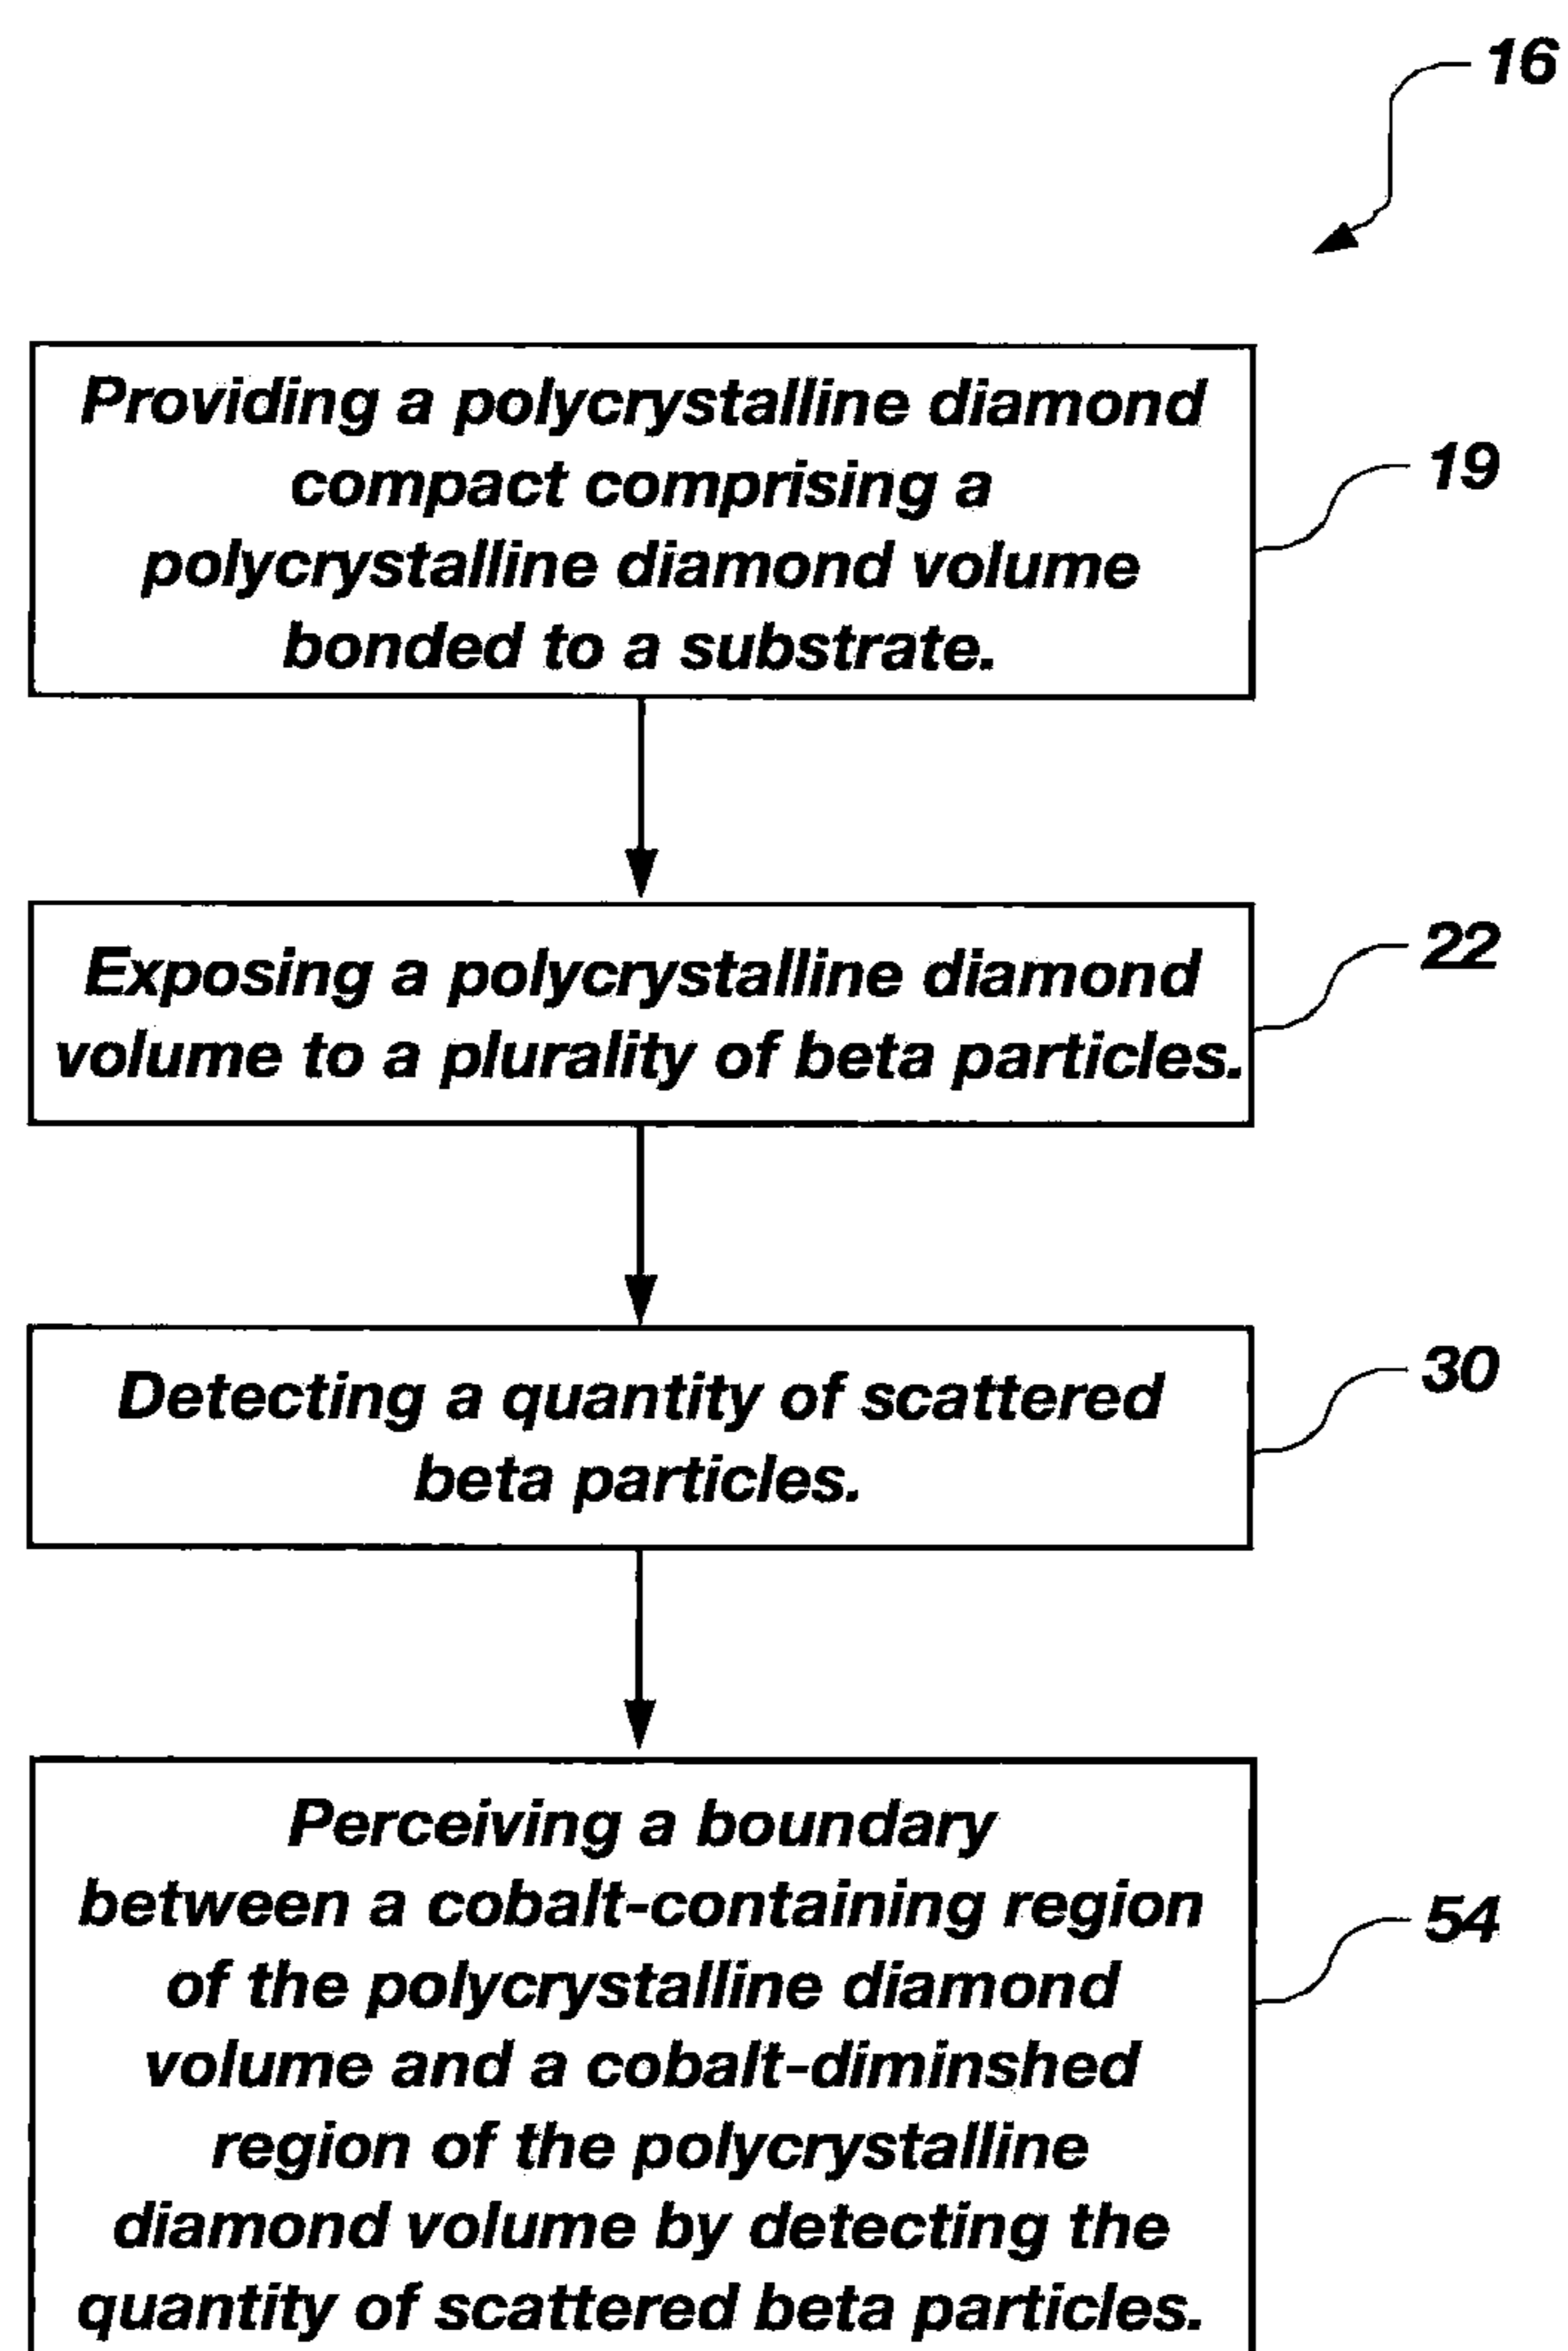 16
Providing a polycrystalline diamond
compact comprising a
polycrystalline diamond volume
bonded to a substrate.
19
Exposing a polycrystalline diamond
volume to a plurality of beta particles.
22
Detecting a quantity of scattered
beta particles.
30
Perceiving a boundary
between a cobalt-containing region
of the polycrystalline diamond
volume and a cobalt-diminshed
region of the polycrystalline
diamond volume by detecting the
quantity of scattered beta particles.
54